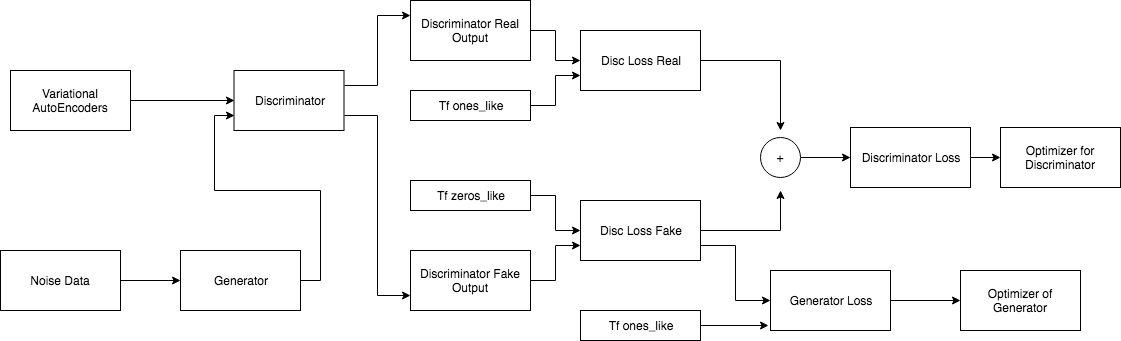 Discriminator Real
Output
Disc Loss Real
Variational
AutoEncoders
Discriminator
Tf ones_like
+
Discriminator Loss
Optimizer for
Discriminator
Tf zeros_like
Disc Loss Fake
Noise Data
Generator
Discriminator Fake
Output
Generator Loss
Optimizer of
Generator
Tf ones_like